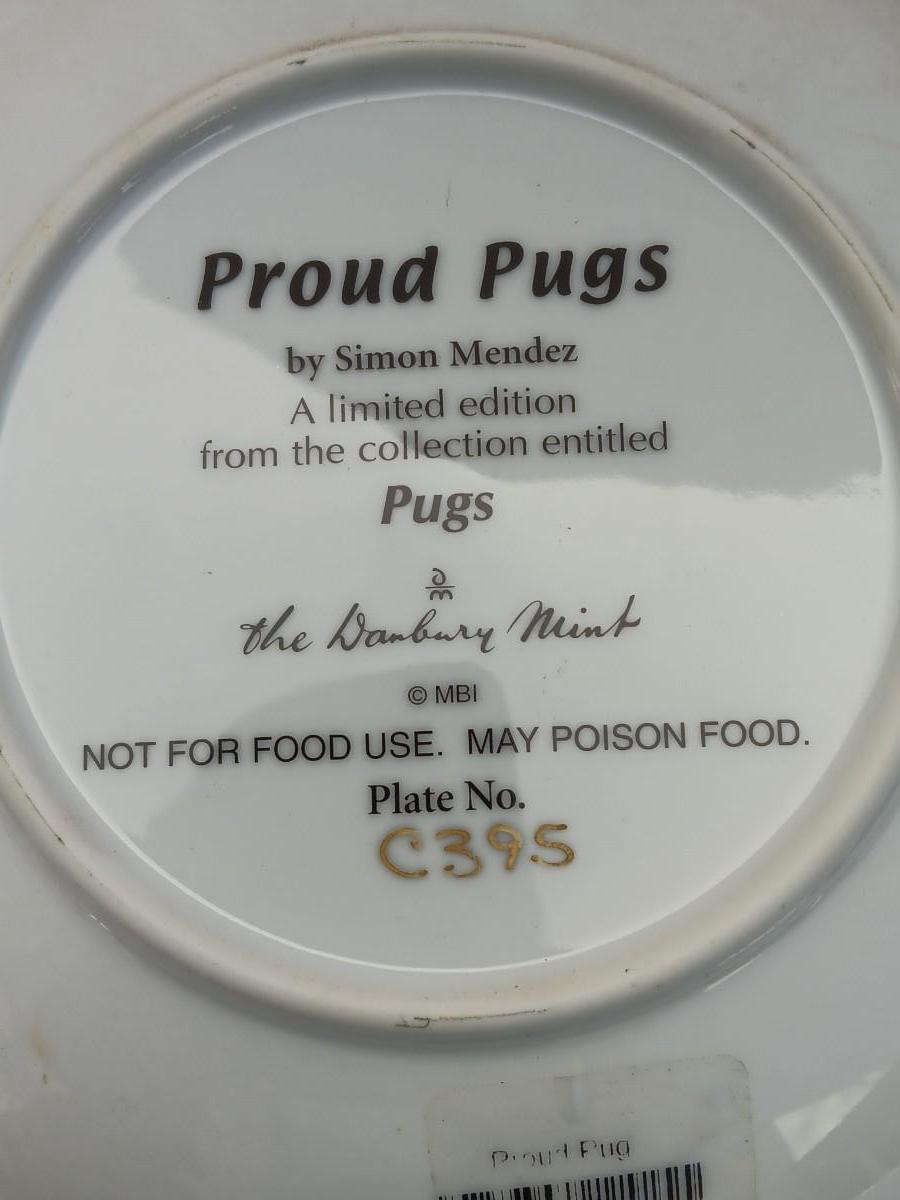 Proud Pugs
by Simon Mendez
A limited edition
from the collection entitled
Pugs
the Danbury Mint
© MBI
NOT FOR FOOD USE. MAY POISON FOOD.
Plate No.
C395
Proud Pug